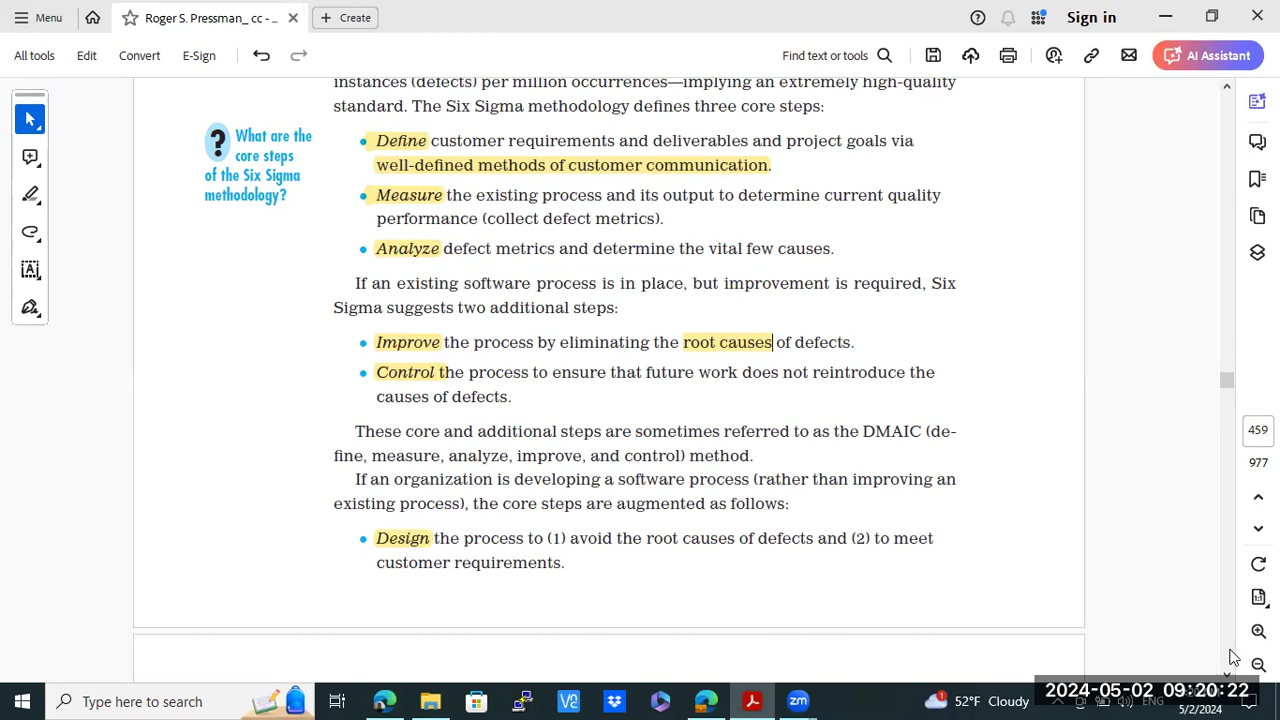 Menu
Roger S. Pressman_ cc - ...
Create
Sign in
All tools
Edit
Convert
E-Sign
Find text or tools
AI Assistant
instances (defects) per million occurrences—implying an extremely high-quality
standard. The Six Sigma methodology defines three core steps:
? What are the
core steps
of the Six Sigma
methodology?
• Define customer requirements and deliverables and project goals via
well-defined methods of customer communication.
• Measure the existing process and its output to determine current quality
performance (collect defect metrics).
• Analyze defect metrics and determine the vital few causes.
If an existing software process is in place, but improvement is required, Six
Sigma suggests two additional steps:
• Improve the process by eliminating the root causes of defects.
• Control the process to ensure that future work does not reintroduce the
causes of defects.
These core and additional steps are sometimes referred to as the DMAIC (de-
fine, measure, analyze, improve, and control) method.
If an organization is developing a software process (rather than improving an
existing process), the core steps are augmented as follows:
• Design the process to (1) avoid the root causes of defects and (2) to meet
customer requirements.
459
977
Type here to search
52°F Cloudy
ENG
2024-05-02 09:20:22
5/2/2024